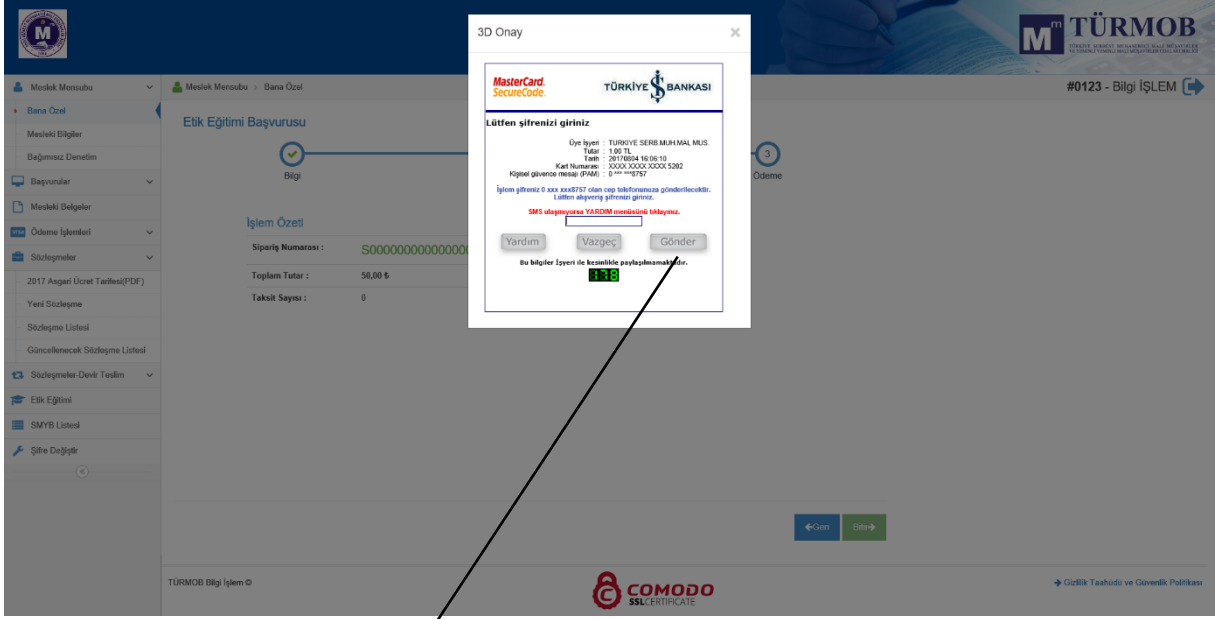 M
3D Onay
×
Mm TÜRMOB
MasterCard.
SecureCode.
TÜRKİYE İŞ BANKASI
Meslek Mensubu
Meslek Mensubu > Bana Özel
#0123 - Bilgi İŞLEM
Bana Özel
Mesleki Bilgiler
Bağımsız Denetim
Başvurular
Mesleki Belgeler
VISA Ödeme İşlemleri
Sözleşmeler
2017 Asgari Ücret Tarifesi(PDF)
Yeni Sözleşme
Sözleşme Listesi
Güncellenecek Sözleşme Listesi
Sözleşmeler-Devir Teslim
Etik Eğitimi
SMYB Listesi
Şifre Değiştir
Etik Eğitimi Başvurusu
Bilgi
3
Ödeme
İşlem Özeti
Sipariş Numarası :
Toplam Tutar : 50,00 ₺
Taksit Sayısı : 0
Lütfen şifrenizi giriniz
Üye İşyeri : TURKIYE SERB.MUH.MAL MUS.
Tutar : 1.00 TL
Tarih : 20170804 16:06:10
Kart Numarası : XXXX XXXX XXXX 5202
Kişisel güvence mesajı (PAM) : 0 *** ***8757
İşlem şifreniz 0 xxx xxx8757 olan cep telefonunuza gönderilecektir.
Lütfen alışveriş şifrenizi giriniz.
SMS ulaşmıyorsa YARDIM menüsünü tıklayınız.
Yardım Vazgeç Gönder
Bu bilgiler İşyeri ile kesinlikle paylaşılmamaktadır.
178
Geri Bitir
TÜRMOB Bilgi İşlem ©
COMODO
SSLCERTIFICATE
Gizlilik Taahüdü ve Güvenlik Politikası